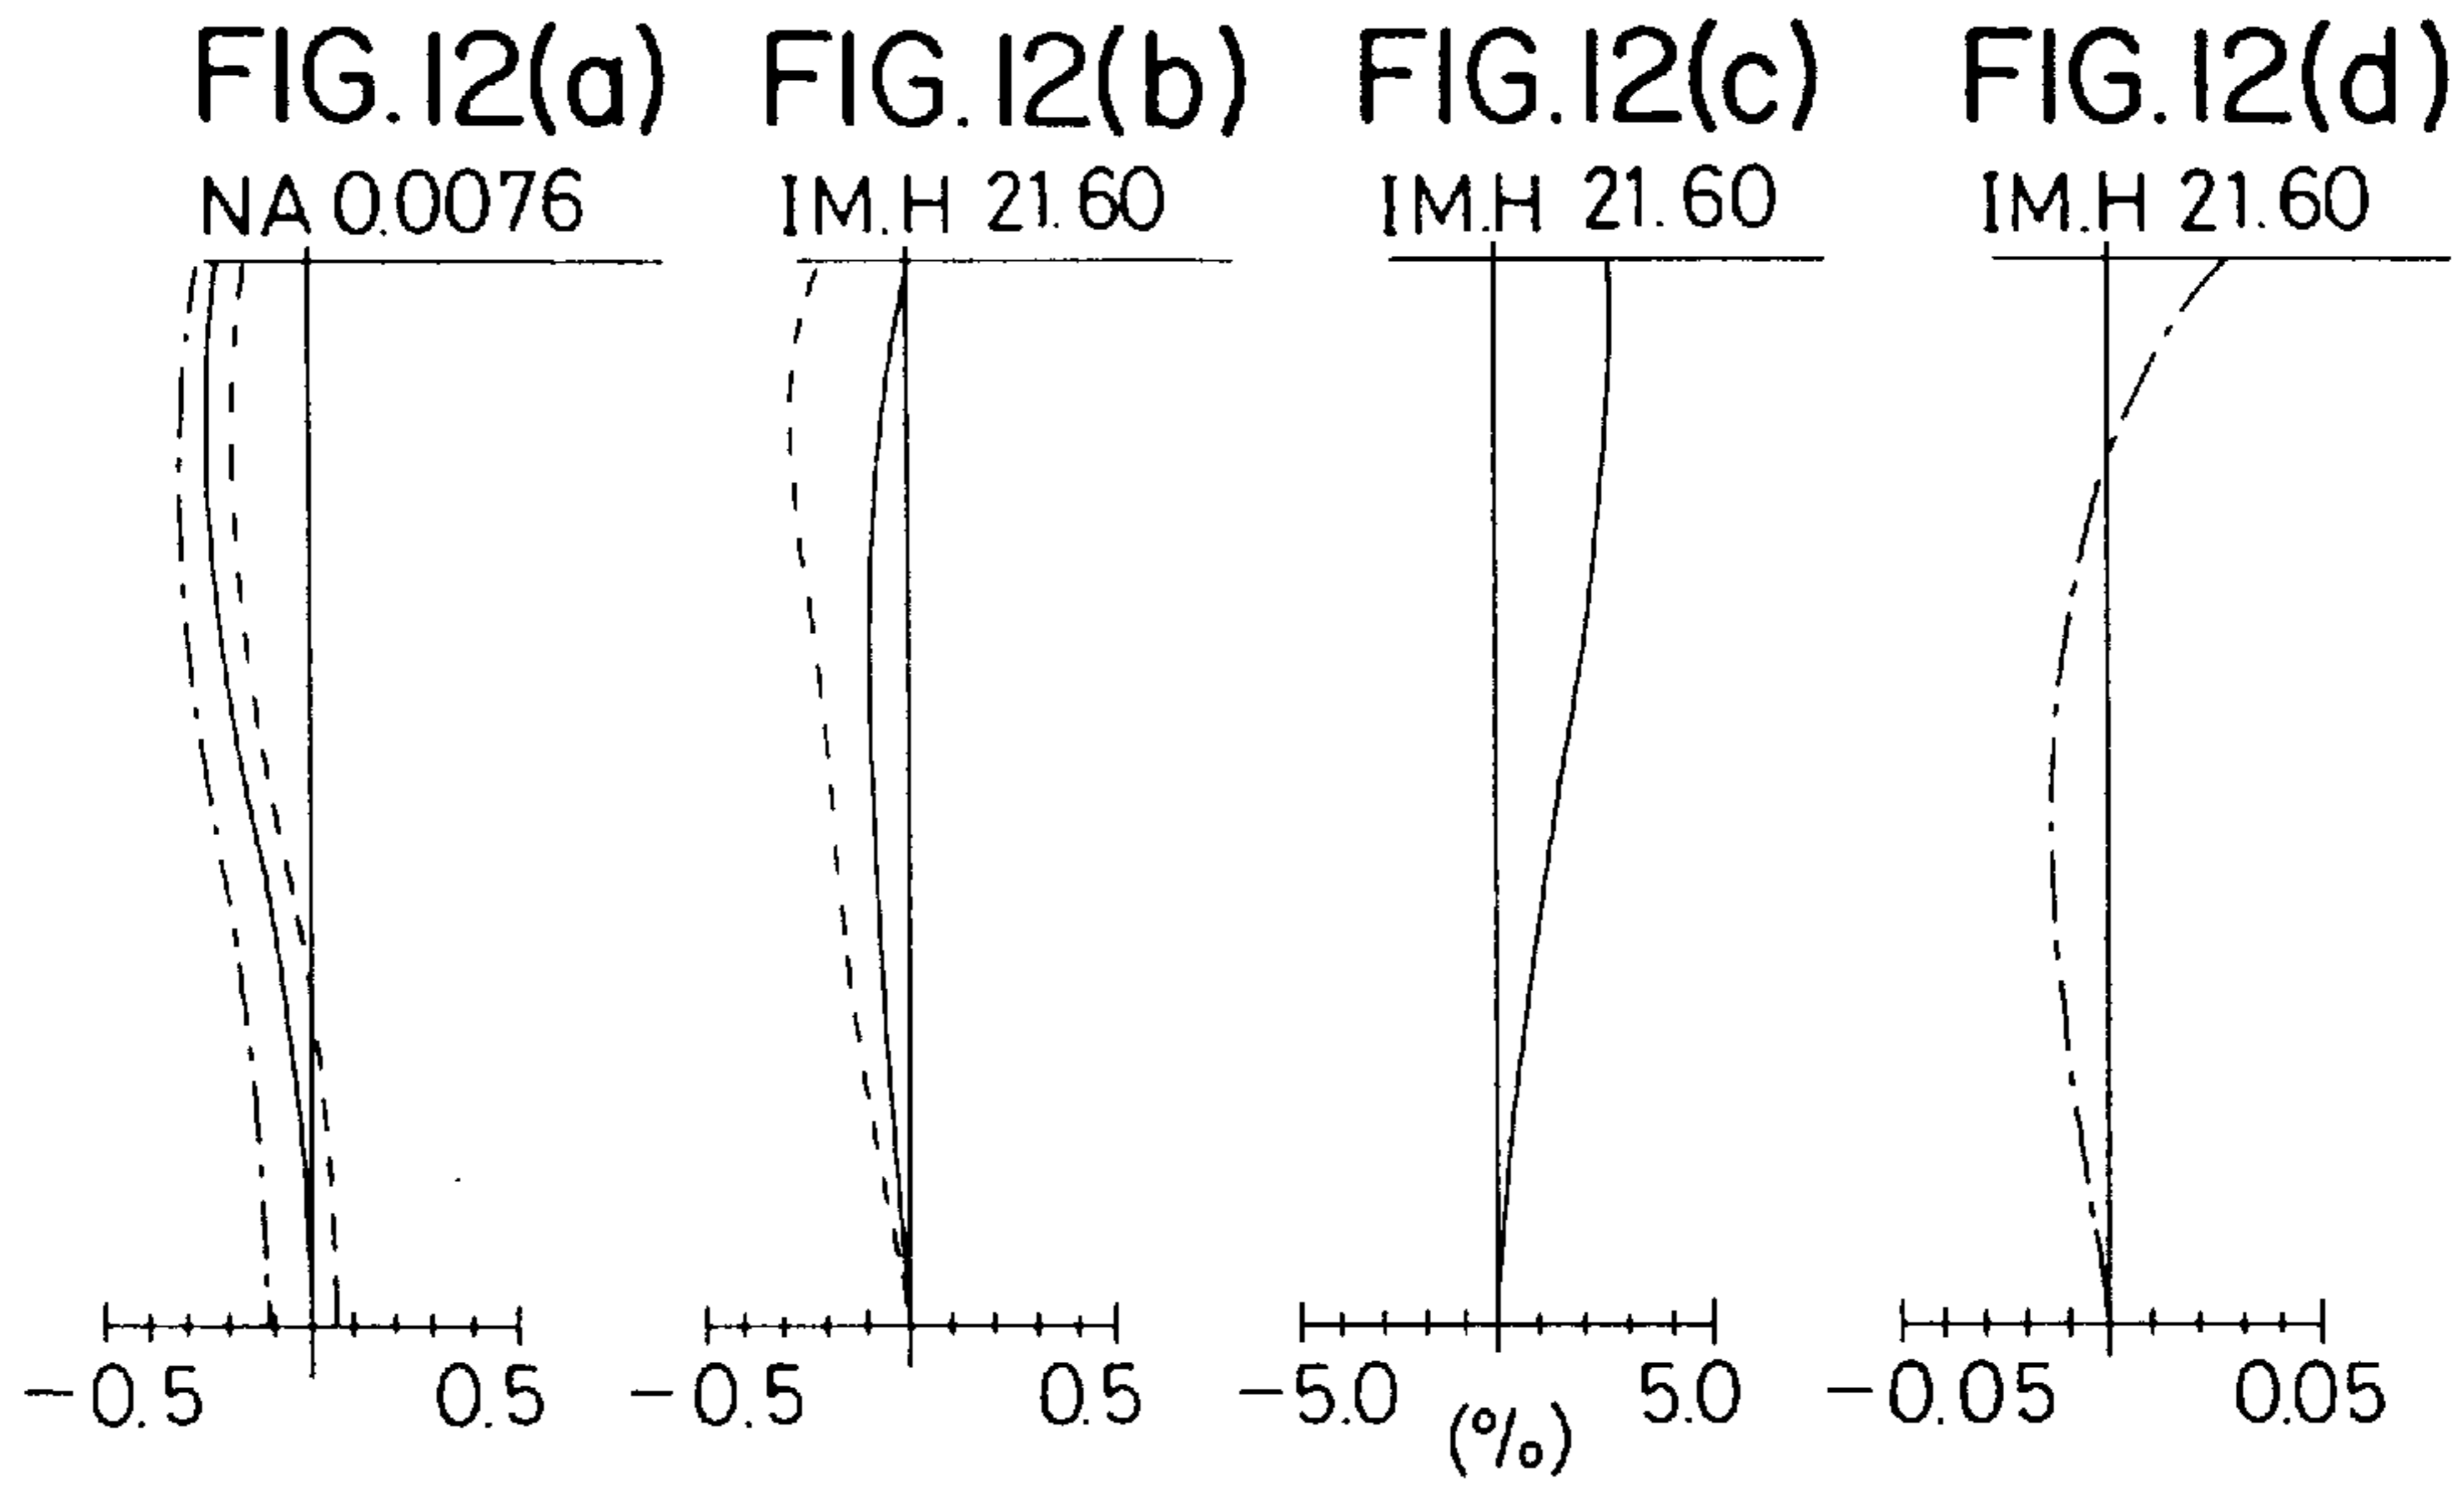 FIG.12(a) FIG.12(b) FIG.12(c) FIG.12(d)
NA 0.0076 IM.H 21.60 IM.H 21.60 IM.H 21.60
-0.5 0.5 -0.5 0.5 -5.0 5.0 -0.05 0.05
(%)